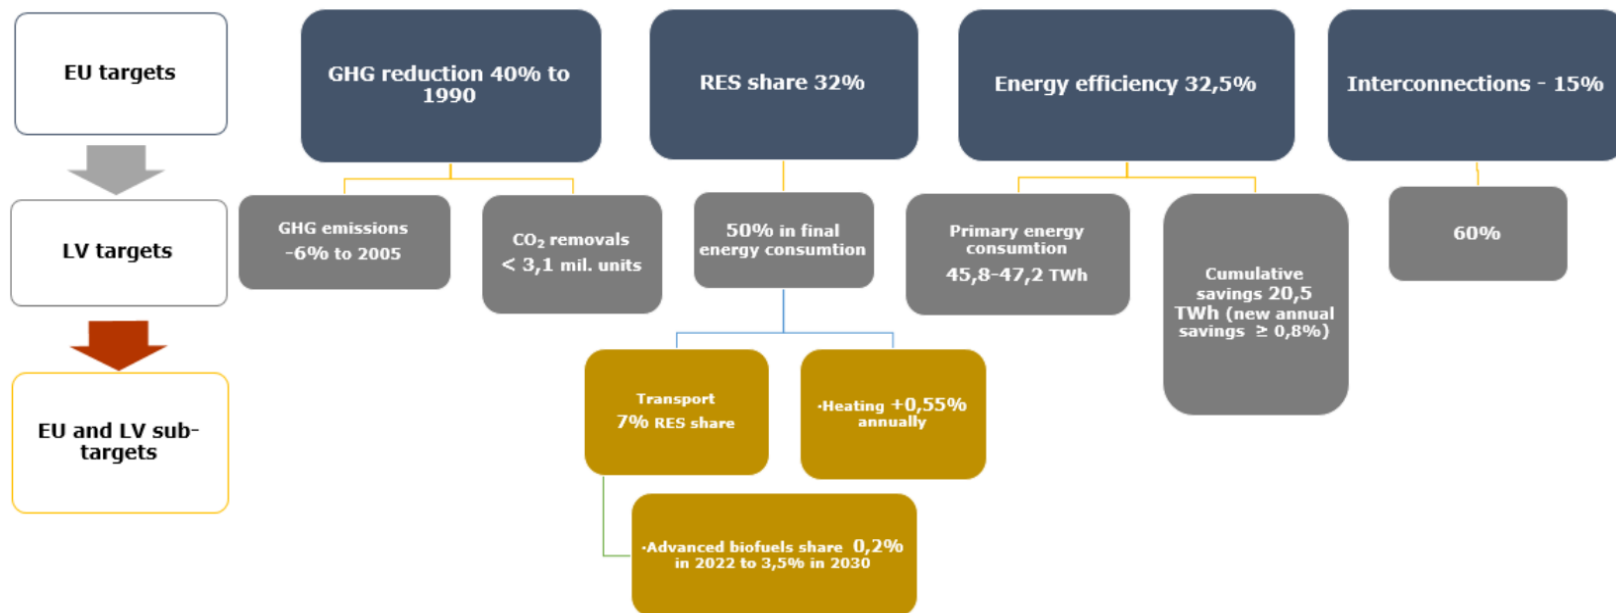 EU targets
GHG reduction 40% to
1990
RES share 32%
Energy efficiency 32,5%
Interconnections - 15%
LV targets
GHG emissions
-6% to 2005
CO₂ removals
< 3,1 mil. units
50% in final
energy consumtion
Primary energy
consumtion
45,8-47,2 TWh
Cumulative
savings 20,5
TWh (new annual
savings ≥ 0,8%)
60%
EU and LV sub-
targets
Transport
7% RES share
·Heating +0,55%
annually
·Advanced biofuels share 0,2%
in 2022 to 3,5% in 2030